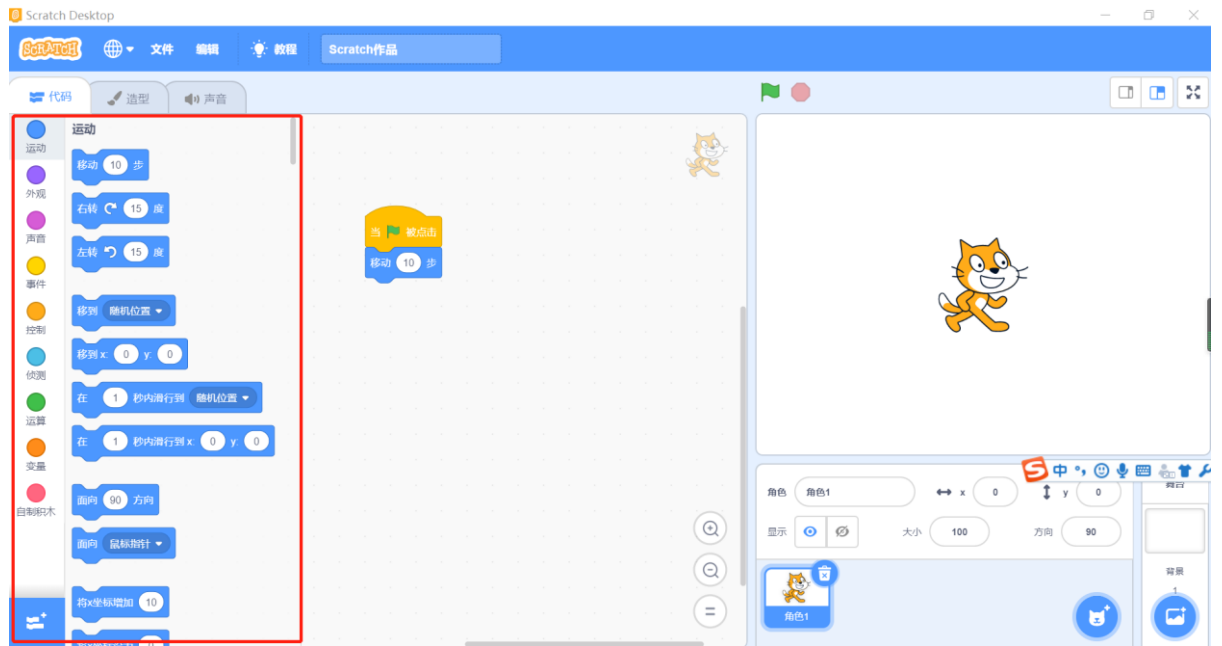 Scratch Desktop
SCRATCH 文件 编辑 教程 Scratch作品
代码 造型 声音
运动
外观
声音
事件
控制
侦测
运算
变量
自制积木
运动
移动 10 步
右转 15 度
左转 15 度
移到 随机位置
移到 x: 0 y: 0
在 1 秒内滑行到 随机位置
在 1 秒内滑行到 x: 0 y: 0
面向 90 方向
面向 鼠标指针
将x坐标增加 10
当 被点击
移动 10 步
中
角色 角色1 x 0 y 0
显示 大小 100 方向 90
角色1
舞台
背景
1